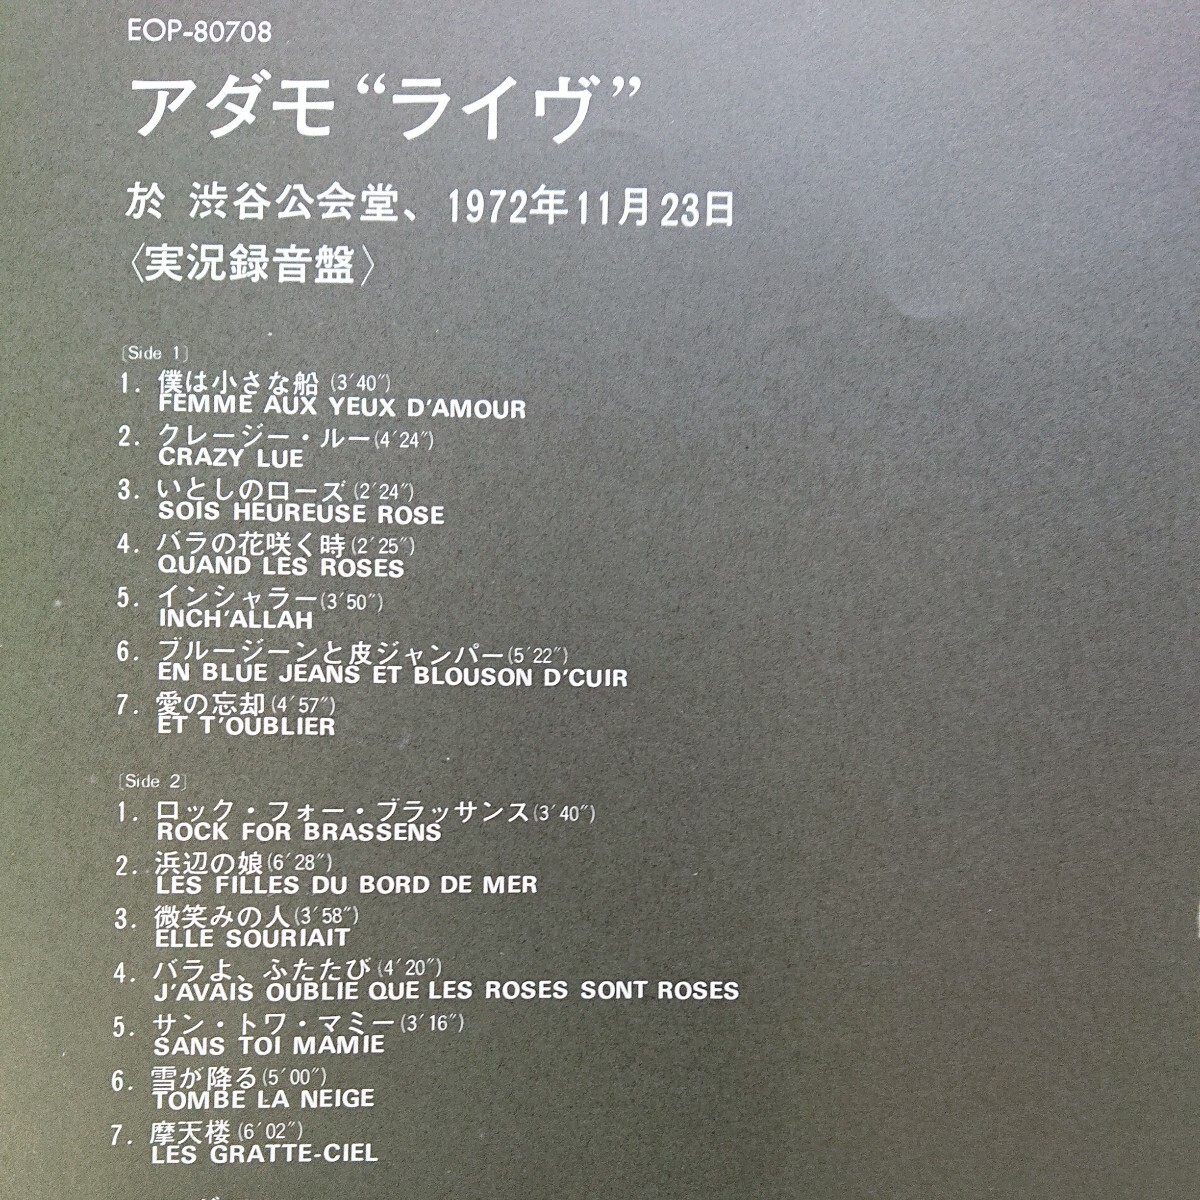 EOP-80708
アダモ“ライヴ”
於 渋谷公会堂、1972年11月23日
〈実況録音盤〉
[Side 1]
1. 僕は小さな船 (3′40″)
FEMME AUX YEUX D'AMOUR
2. クレージー・ルー(4′24″)
CRAZY LUE
3. いとしのローズ(2′24″)
SOIS HEUREUSE ROSE
4. バラの花咲く時(2′25″)
QUAND LES ROSES
5. インシャラー(3′50″)
INCH'ALLAH
6. ブルージーンと皮ジャンパー(5′22″)
EN BLUE JEANS ET BLOUSON D'CUIR
7. 愛の忘却(4′57″)
ET T'OUBLIER
[Side 2]
1. ロック・フォー・ブラッサンス(3′40″)
ROCK FOR BRASSENS
2. 浜辺の娘(6′28″)
LES FILLES DU BORD DE MER
3. 微笑みの人(3′58″)
ELLE SOURIAIT
4. バラよ、ふたたび(4′20″)
J'AVAIS OUBLIE QUE LES ROSES SONT ROSES
5. サン・トワ・マミー(3′16″)
SANS TOI MAMIE
6. 雪が降る(5′00″)
TOMBE LA NEIGE
7. 摩天楼(6′02″)
LES GRATTE-CIEL